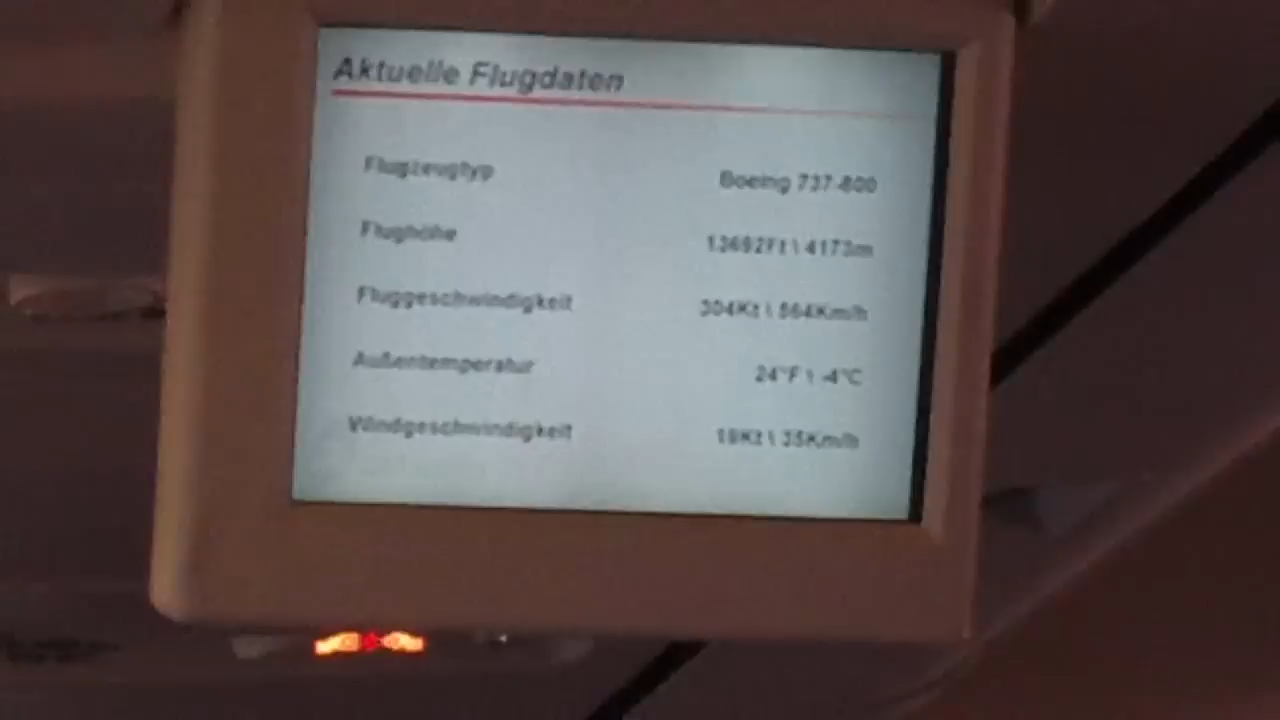 Aktuelle Flugdaten
Flugzeugtyp Boeing 737-800
Flughöhe 13692Ft \ 4173m
Fluggeschwindigkeit 304Kt \ 564Km/h
Außentemperatur 24°F \ -4°C
Windgeschwindigkeit 19Kt \ 35Km/h